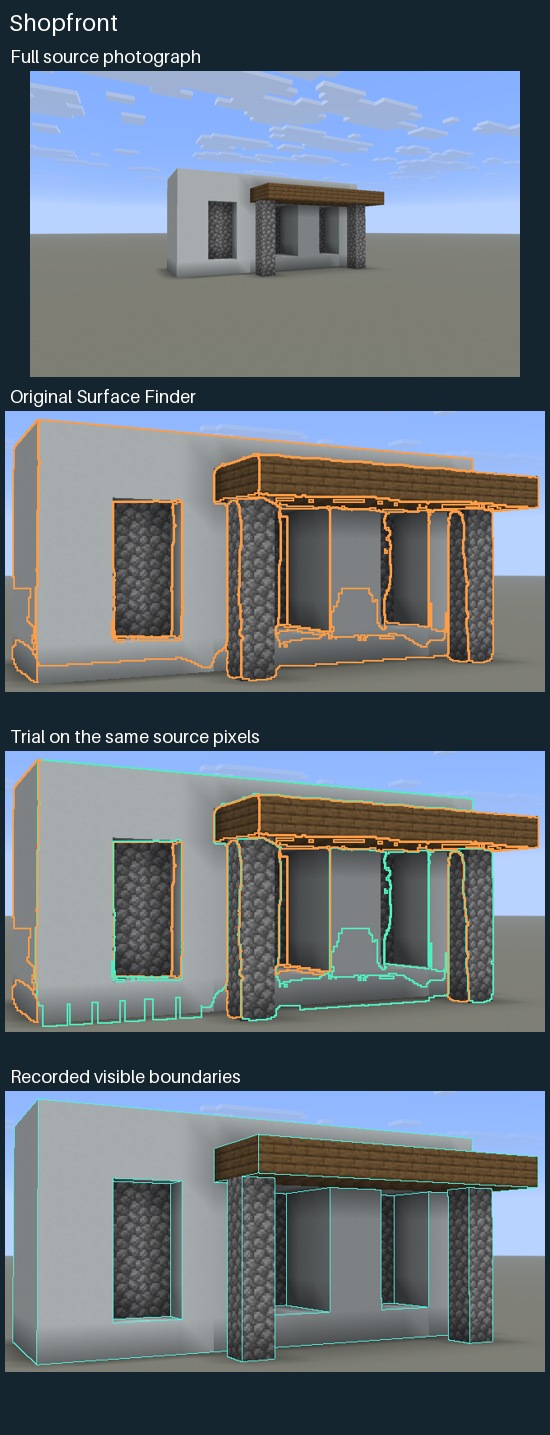 Shopfront
Full source photograph
Original Surface Finder
Trial on the same source pixels
Recorded visible boundaries